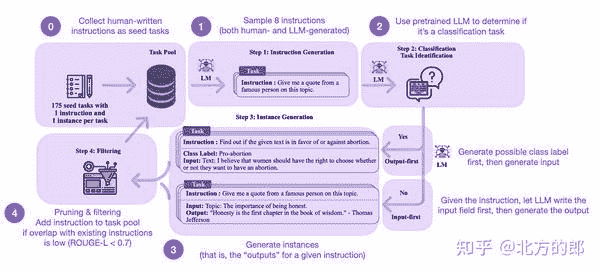 0
Collect human-written
instructions as seed tasks
Task Pool
175 seed tasks with
1 instruction and
1 instance per task
1
Sample 8 instructions
(both human- and LLM-generated)
Step 1: Instruction Generation
LM
Task
Instruction : Give me a quote from a
famous person on this topic.
LM
2
Use pretrained LLM to determine if
it's a classification task
Step 2: Classification
Task Identification
Step 3: Instance Generation
Task
Instruction : Find out if the given text is in favor of or against abortion.
Class Label: Pro-abortion
Input: Text: I believe that women should have the right to choose whether
or not they want to have an abortion.
Task
Instruction : Give me a quote from a famous person on this topic.
Input: Topic: The importance of being honest.
Output: "Honesty is the first chapter in the book of wisdom." - Thomas
Jefferson
Yes
Output-first
No
Input-first
LM
Generate possible class label
first, then generate input
Given the instruction, let LLM write the
input field first, then generate the output
3
Generate instances
(that is, the "outputs" for a given instruction)
Step 4: Filtering
4
Pruning & filtering
Add instruction to task pool
if overlap with existing instructions
is low (ROUGE-L < 0.7)
知乎 @北方的郎